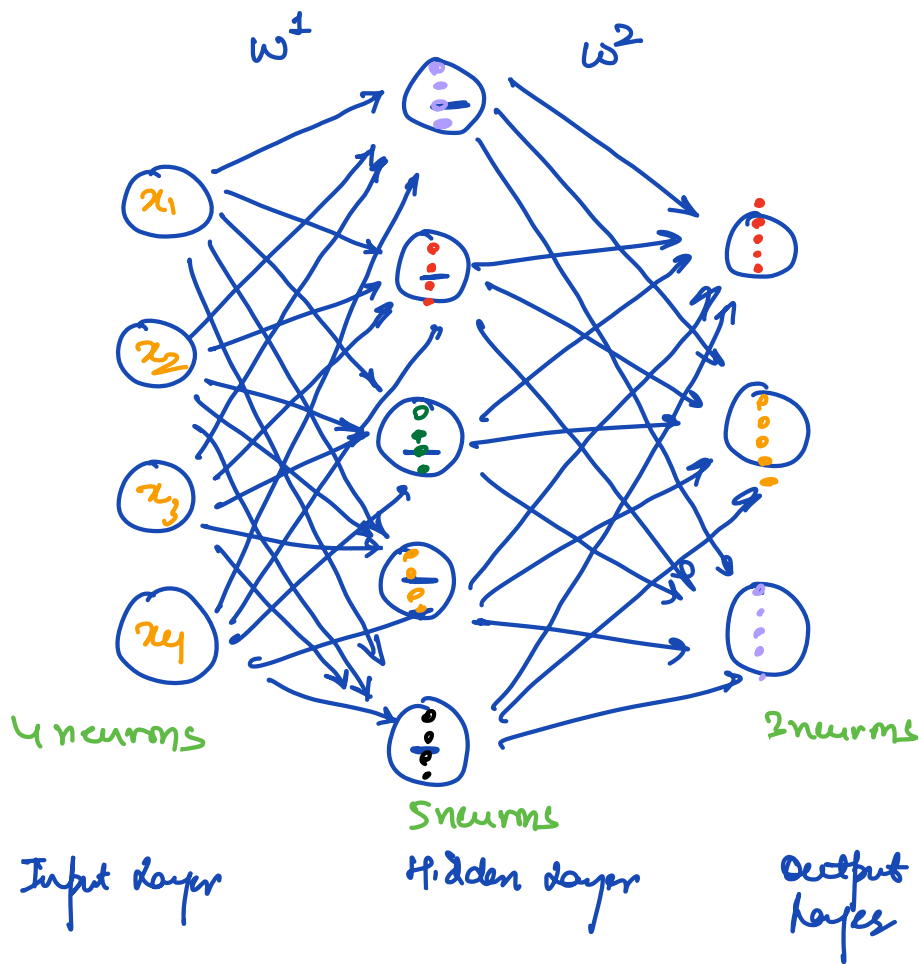 w¹
w²
x₁
x₂
x₃
x₄
4 neurons
5 neurons
3 neurons
Input Layer
Hidden Layer
Output
Layer